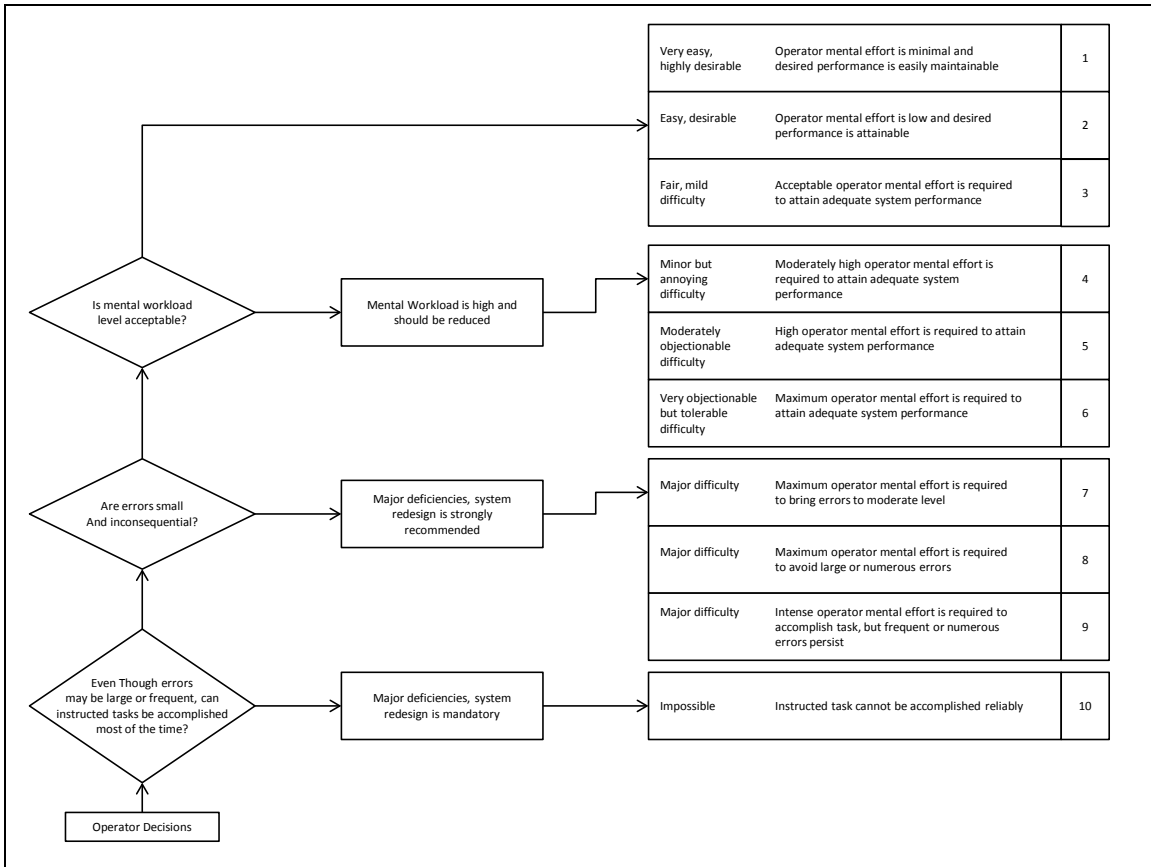 Very easy,
highly desirable
Operator mental effort is minimal and
desired performance is easily maintainable
1
Easy, desirable
Operator mental effort is low and desired
performance is attainable
2
Fair, mild
difficulty
Acceptable operator mental effort is required
to attain adequate system performance
3
Is mental workload
level acceptable?
Mental Workload is high and
should be reduced
Minor but
annoying
difficulty
Moderately high operator mental effort is
required to attain adequate system
performance
4
Moderately
objectionable
difficulty
High operator mental effort is required to attain
adequate system performance
5
Very objectionable
but tolerable
difficulty
Maximum operator mental effort is required to
attain adequate system performance
6
Are errors small
And inconsequential?
Major deficiencies, system
redesign is strongly
recommended
Major difficulty
Maximum operator mental effort is required
to bring errors to moderate level
7
Major difficulty
Maximum operator mental effort is required
to avoid large or numerous errors
8
Major difficulty
Intense operator mental effort is required to
accomplish task, but frequent or numerous
errors persist
9
Even Though errors
may be large or frequent, can
instructed tasks be accomplished
most of the time?
Major deficiencies, system
redesign is mandatory
Impossible
Instructed task cannot be accomplished reliably
10
Operator Decisions